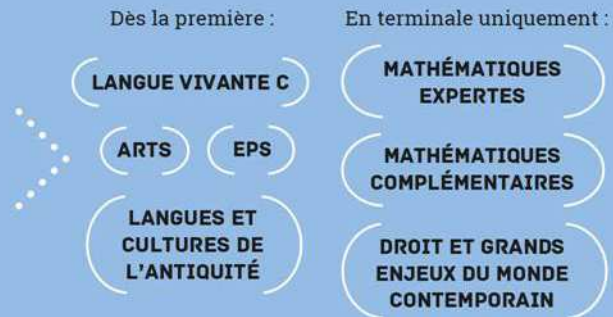 Dès la première :
LANGUE VIVANTE C
ARTS
EPS
LANGUES ET
CULTURES DE
L'ANTIQUITÉ
En terminale uniquement :
MATHÉMATIQUES
EXPERTES
MATHÉMATIQUES
COMPLÉMENTAIRES
DROIT ET GRANDS
ENJEUX DU MONDE
CONTEMPORAIN